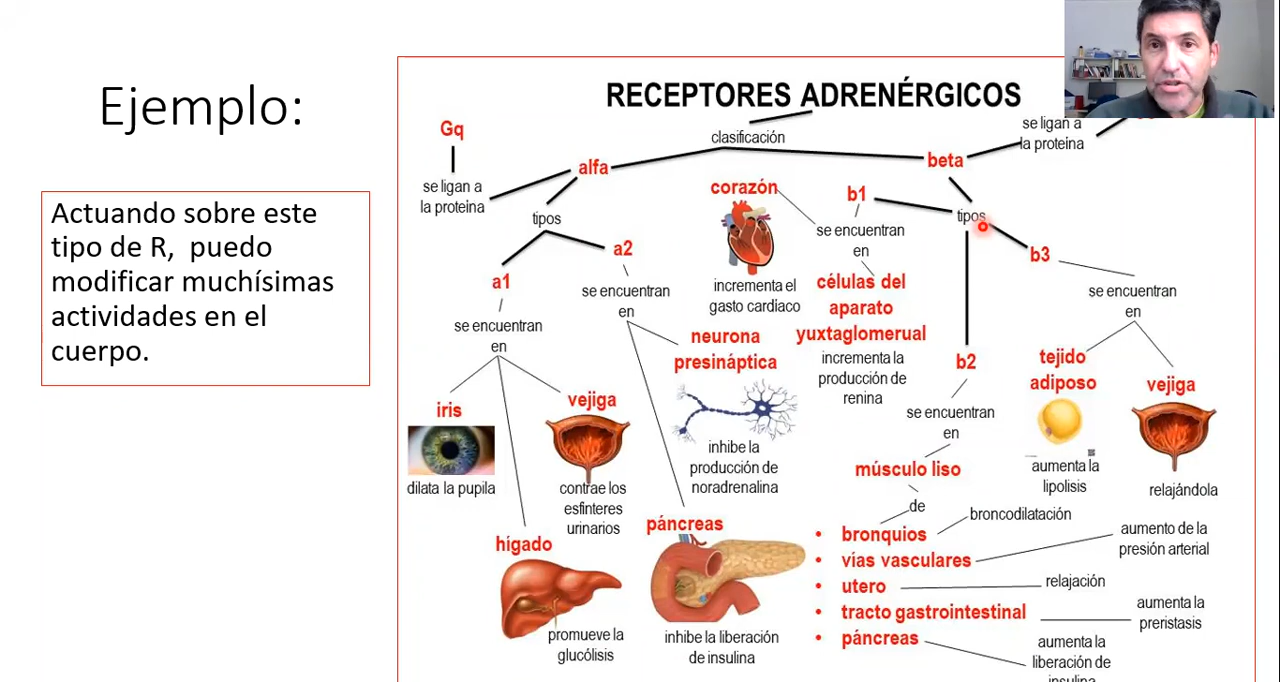 Ejemplo:
Actuando sobre este
tipo de R, puedo
modificar muchísimas
actividades en el
cuerpo.
RECEPTORES ADRENÉRGICOS
clasificación
Gq
se ligan a
la proteína
alfa
tipos
a1
se encuentran
en
iris
dilata la pupila
vejiga
contrae los
esfínteres
urinarios
hígado
promueve la
glucólisis
a2
se encuentran
en
neurona
presináptica
inhibe la
producción de
noradrenalina
páncreas
inhibe la liberación
de insulina
beta
se ligan a
la proteína
tipos
b1
se encuentran
en
corazón
incrementa el
gasto cardíaco
células del
aparato
yuxtaglomerual
incrementa la
producción de
renina
b2
se encuentran
en
músculo liso
de
• bronquios
broncodilatación
• vías vasculares
aumento de la
presión arterial
• utero
relajación
• tracto gastrointestinal
aumenta la
preristasis
• páncreas
aumenta la
liberación de
insulina
b3
se encuentran
en
tejido
adiposo
aumenta la
lipolisis
vejiga
relajándola